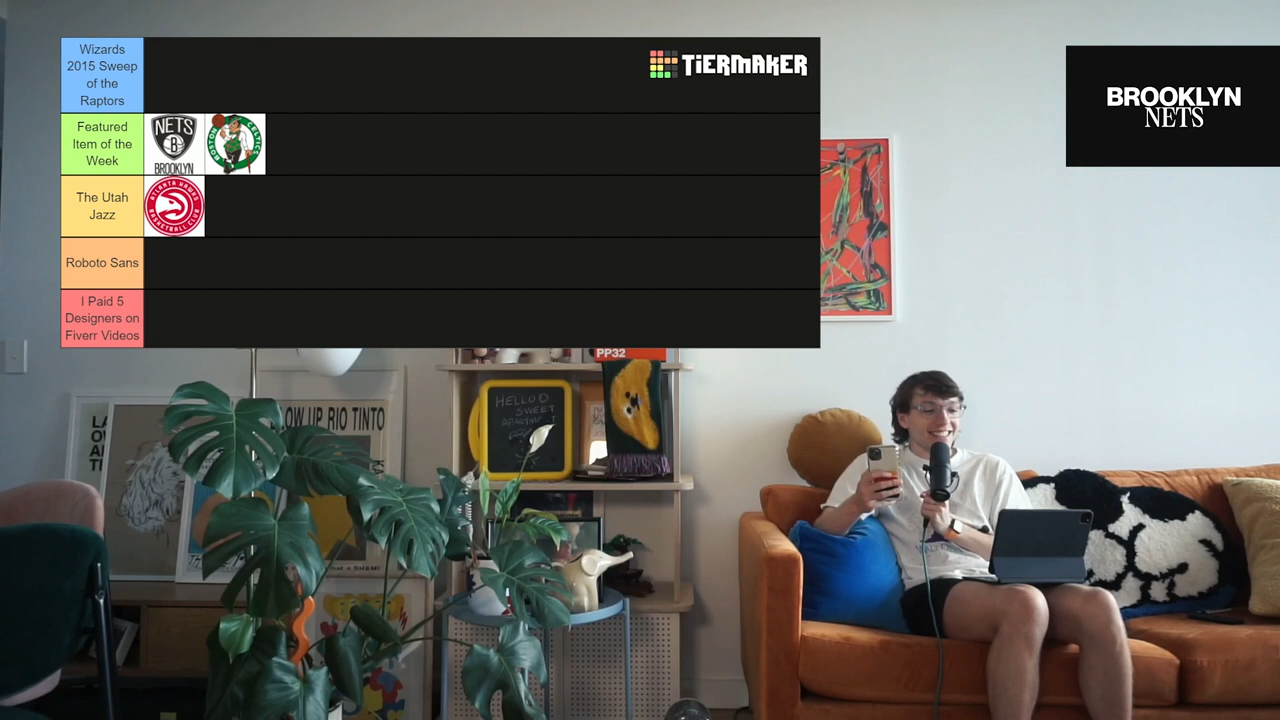 Wizards
2015 Sweep
of the
Raptors
TIERMAKER
BROOKLYN
NETS
Featured
Item of the
Week
NETS
B
BROOKLYN
BOSTON CELTICS
The Utah
Jazz
ATLANTA HAWKS
BASKETBALL CLUB
Roboto Sans
I Paid 5
Designers on
Fiverr Videos
PP32
HELLO
SWEET
LOW UP RIO TINTO